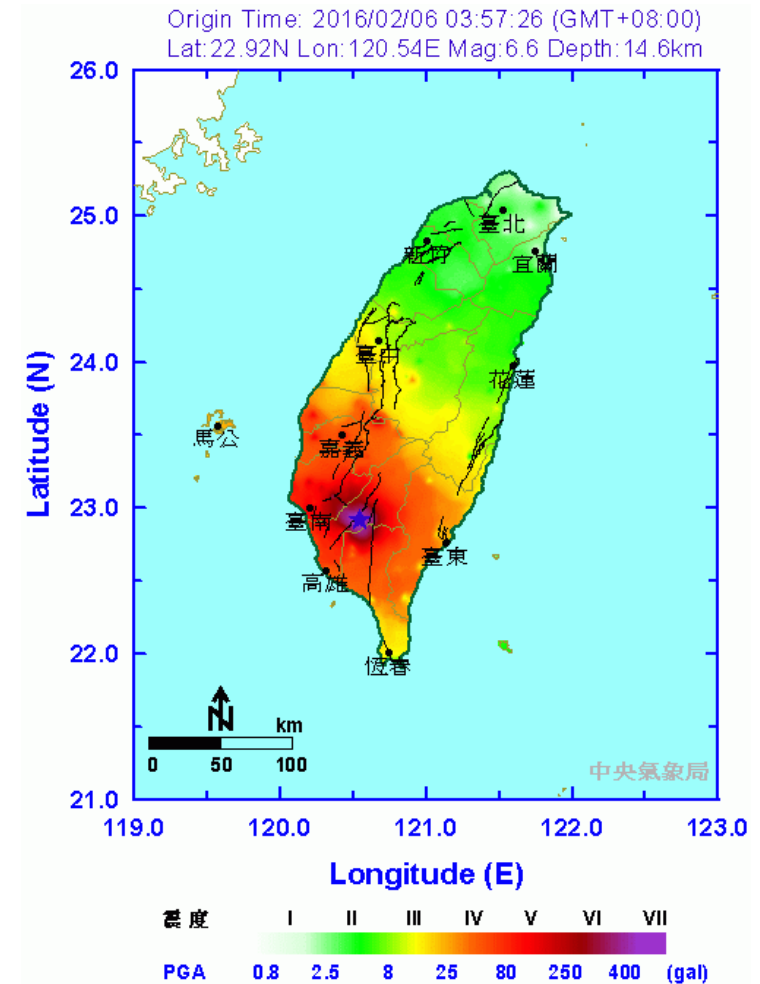 Origin Time: 2016/02/06 03:57:26 (GMT+08:00)
Lat:22.92N Lon:120.54E Mag:6.6 Depth:14.6km
26.0
25.0
臺北
新竹
宜蘭
24.0
臺中
花蓮
馬公
嘉義
23.0
臺南
臺東
高雄
22.0
恆春
N
km
0 50 100
中央氣象局
21.0
119.0 120.0 121.0 122.0 123.0
Latitude (N)
Longitude (E)
震度 I II III IV V VI VII
PGA 0.8 2.5 8 25 80 250 400 (gal)